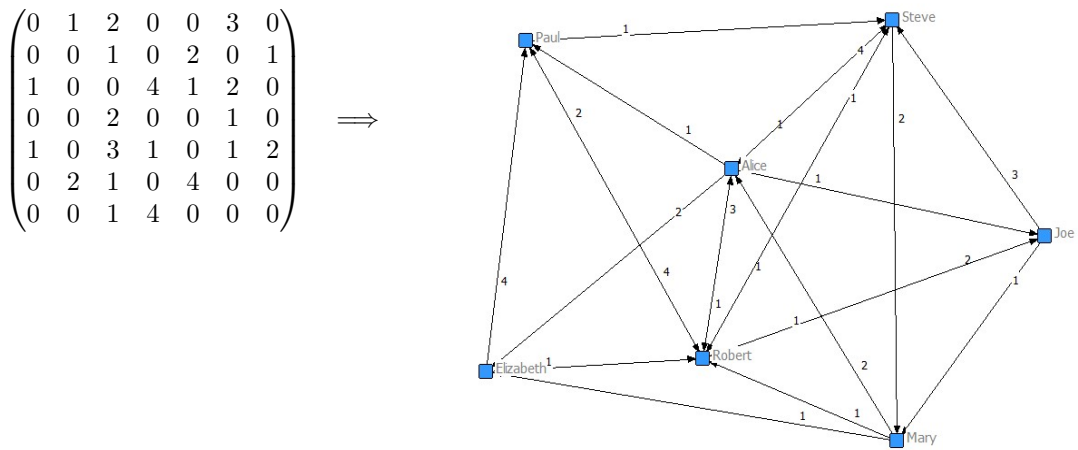 0 1 2 0 0 3 0
0 0 1 0 2 0 1
1 0 0 4 1 2 0
0 0 2 0 0 1 0
1 0 3 1 0 1 2
0 2 1 0 4 0 0
0 0 1 4 0 0 0
⟹
Steve
1
Paul
4
1
2
2
1
1
Alice
1
3
1
2
3
Joe
1
2
4
4
1
1
1
Robert
1
Elizabeth
2
1
1
Mary